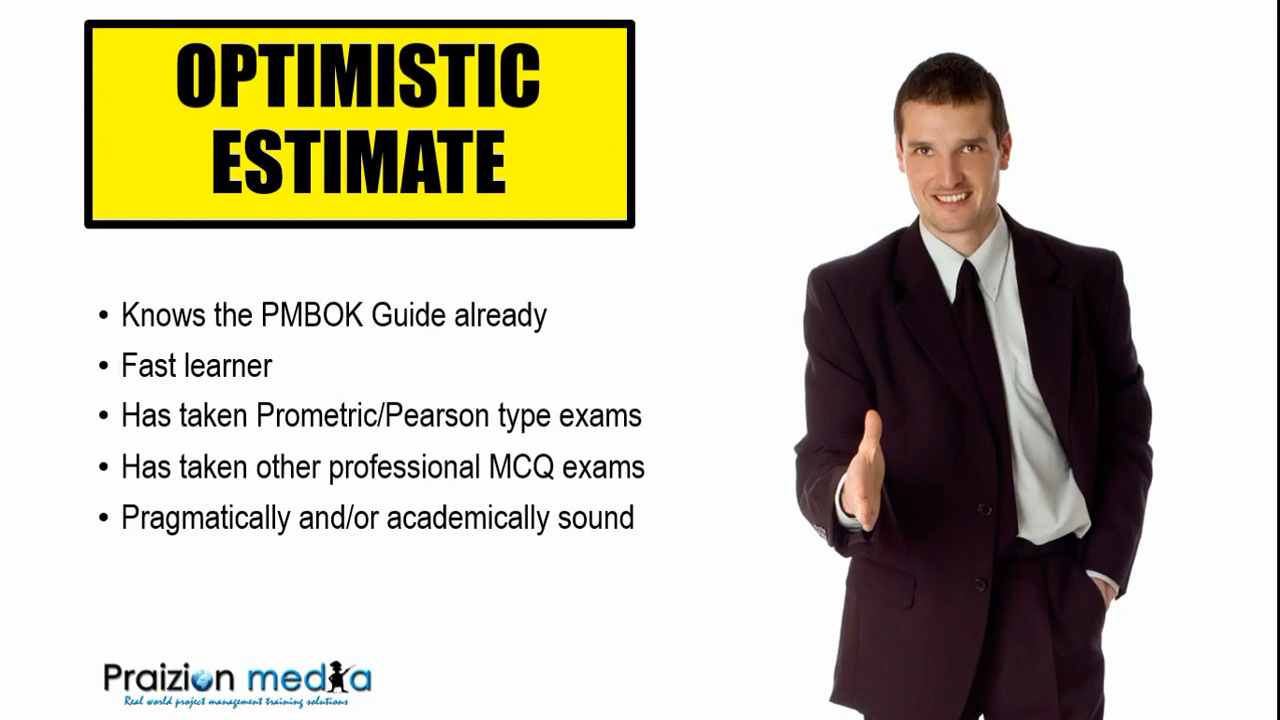 OPTIMISTIC
ESTIMATE
• Knows the PMBOK Guide already
• Fast learner
• Has taken Prometric/Pearson type exams
• Has taken other professional MCQ exams
• Pragmatically and/or academically sound
Praizion media
Real world project management training solutions